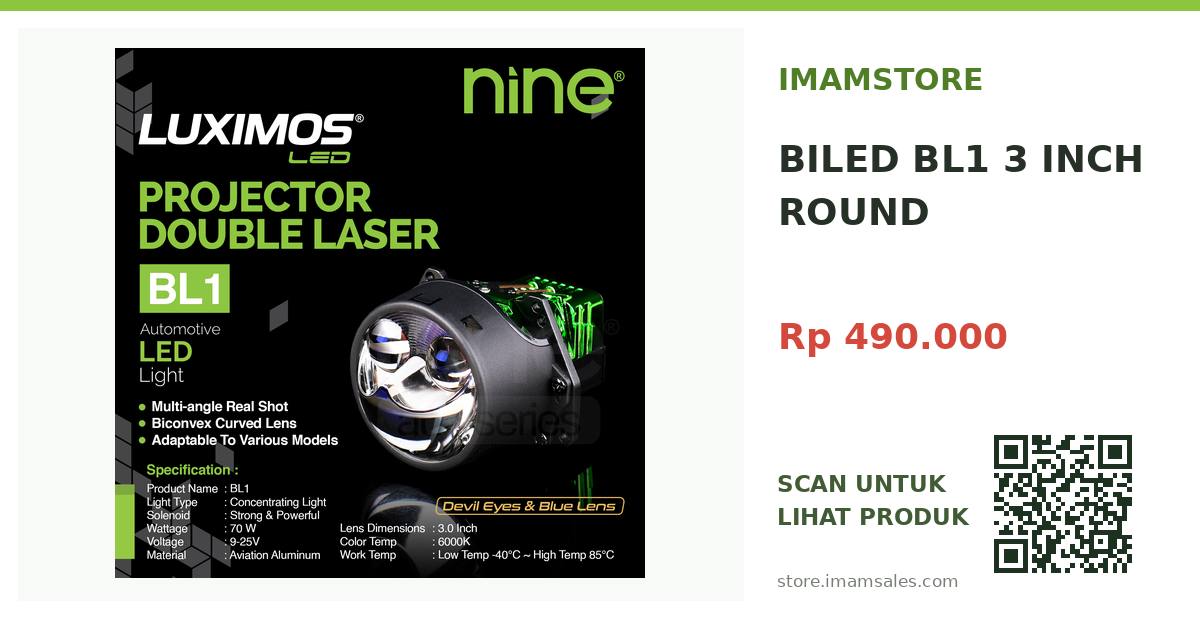 nine®
LUXIMOS®
LED
PROJECTOR
DOUBLE LASER
BL1
Automotive
LED
Light
Multi-angle Real Shot
Biconvex Curved Lens
Adaptable To Various Models
Specification :
Product Name : BL1
Light Type : Concentrating Light
Solenoid : Strong & Powerful
Wattage : 70 W
Voltage : 9-25V
Material : Aviation Aluminum
Devil Eyes & Blue Lens
Lens Dimensions : 3.0 Inch
Color Temp : 6000K
Work Temp : Low Temp -40°C ~ High Temp 85°C
IMAMSTORE
BILED BL1 3 INCH
ROUND
Rp 490.000
SCAN UNTUK
LIHAT PRODUK
store.imamsales.com